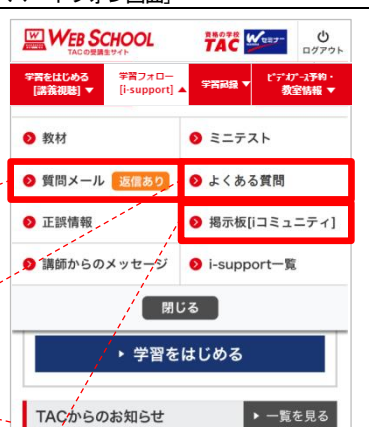 WEB SCHOOL
TACの受講生サイト
資格の学校
TAC
Wセミナー
ログアウト
学習をはじめる
[講義視聴] ▼
学習フォロー
[i-support] ▲
学習記録 ▼
ビデオブース予約・
教室情報 ▼
教材
ミニテスト
質問メール 返信あり
よくある質問
正誤情報
掲示板[iコミュニティ]
講師からのメッセージ
i-support一覧
閉じる
学習をはじめる
TACからのお知らせ
一覧を見る